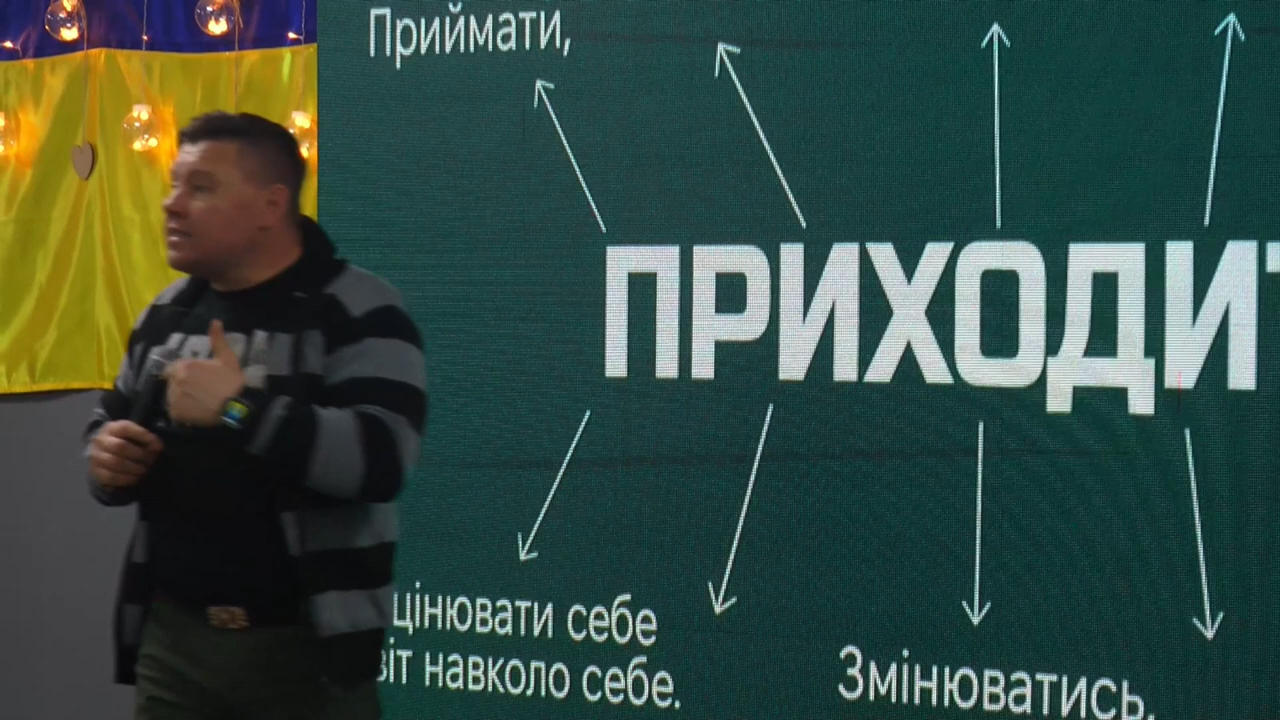 Приймати,
ПРИХОДИТ
цінювати себе
віт навколо себе.
Змінюватись,